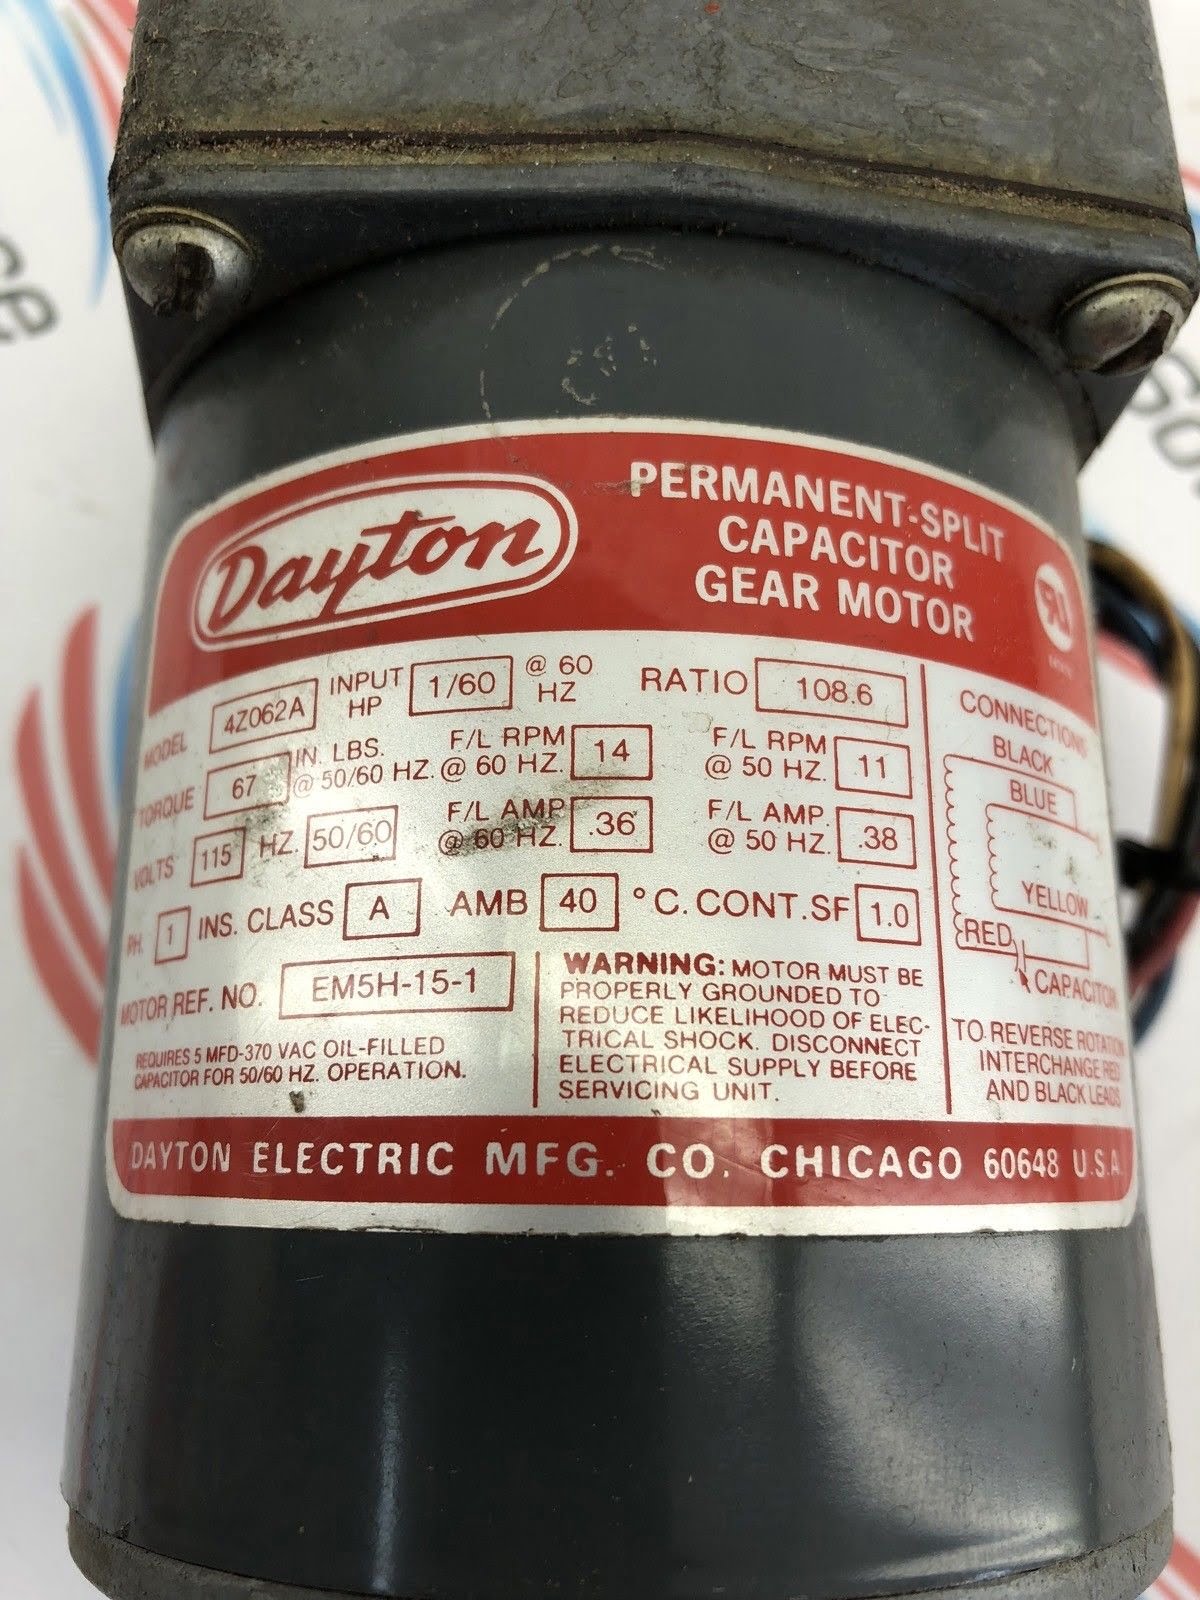 Dayton
PERMANENT-SPLIT
CAPACITOR
GEAR MOTOR
MODEL 4Z062A INPUT HP 1/60 @ 60 HZ RATIO 108.6
TORQUE 67 IN. LBS. @ 50/60 HZ. F/L RPM @ 60 HZ. 14 F/L RPM @ 50 HZ. 11
VOLTS 115 HZ. 50/60 F/L AMP @ 60 HZ. .36 F/L AMP. @ 50 HZ. .38
PH. 1 INS. CLASS A AMB 40 °C. CONT. SF 1.0
MOTOR REF. NO. EM5H-15-1
REQUIRES 5 MFD-370 VAC OIL-FILLED
CAPACITOR FOR 50/60 HZ. OPERATION.
WARNING: MOTOR MUST BE
PROPERLY GROUNDED TO
REDUCE LIKELIHOOD OF ELEC-
TRICAL SHOCK. DISCONNECT
ELECTRICAL SUPPLY BEFORE
SERVICING UNIT.
CONNECTIONS
BLACK
BLUE
YELLOW
RED
CAPACITOR
TO REVERSE ROTATION
INTERCHANGE RED
AND BLACK LEADS
DAYTON ELECTRIC MFG. CO. CHICAGO 60648 U.S.A.